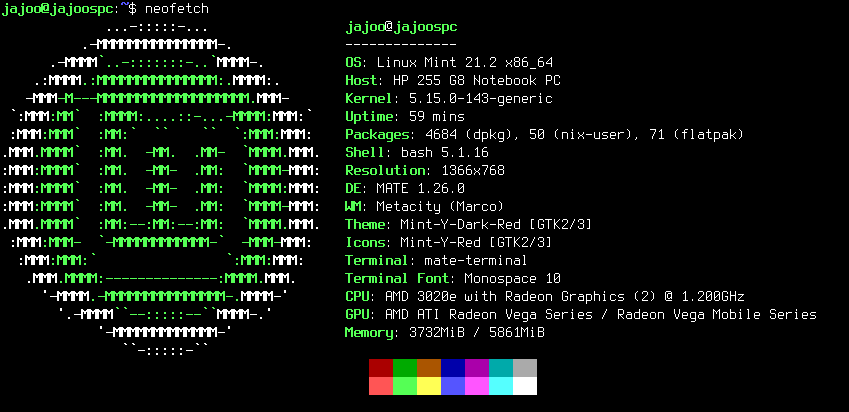 jajoo@jajoospc:~$ neofetch
jajoo@jajoospc
--------------
OS: Linux Mint 21.2 x86_64
Host: HP 255 G8 Notebook PC
Kernel: 5.15.0-143-generic
Uptime: 59 mins
Packages: 4684 (dpkg), 50 (nix-user), 71 (flatpak)
Shell: bash 5.1.16
Resolution: 1366x768
DE: MATE 1.26.0
WM: Metacity (Marco)
Theme: Mint-Y-Dark-Red [GTK2/3]
Icons: Mint-Y-Red [GTK2/3]
Terminal: mate-terminal
Terminal Font: Monospace 10
CPU: AMD 3020e with Radeon Graphics (2) @ 1.200GHz
GPU: AMD ATI Radeon Vega Series / Radeon Vega Mobile Series
Memory: 3732MiB / 5861MiB